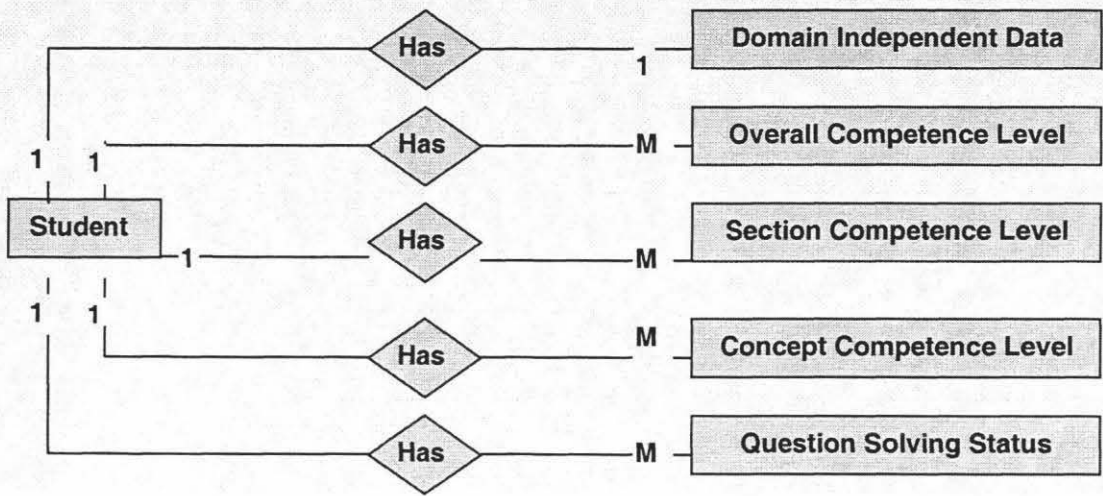 Has
Domain Independent Data
1
Has
Overall Competence Level
M
1
1
Student
Has
Section Competence Level
1
M
1
1
Has
M
Concept Competence Level
Has
M
Question Solving Status